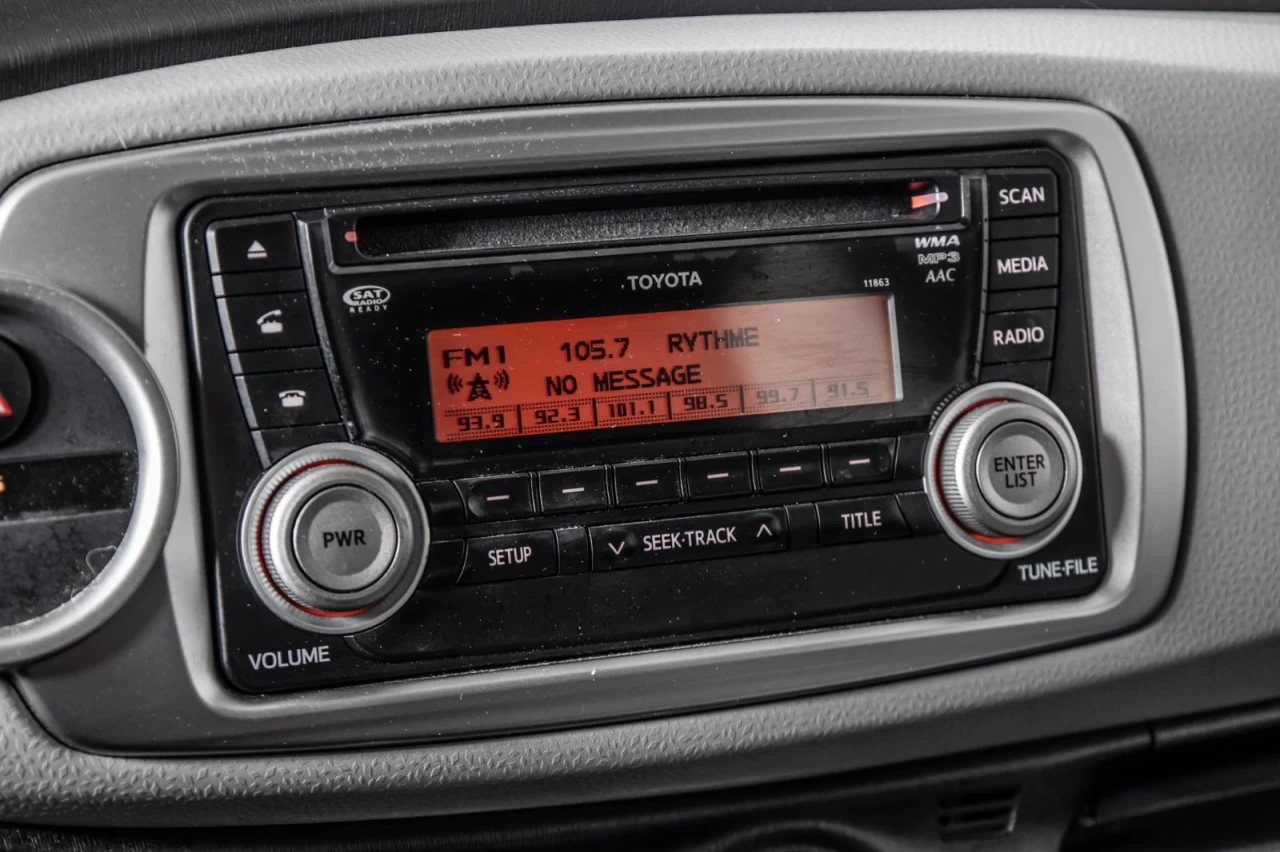 SCAN
WMA
MP3
AAC
MEDIA
TOYOTA
11863
SAT
RADIO
READY
RADIO
FM1 105.7 RYTHME
NO MESSAGE
93.9 92.3 101.1 98.5 99.7 91.5
ENTER
LIST
PWR
SETUP
SEEK·TRACK
TITLE
TUNE·FILE
VOLUME